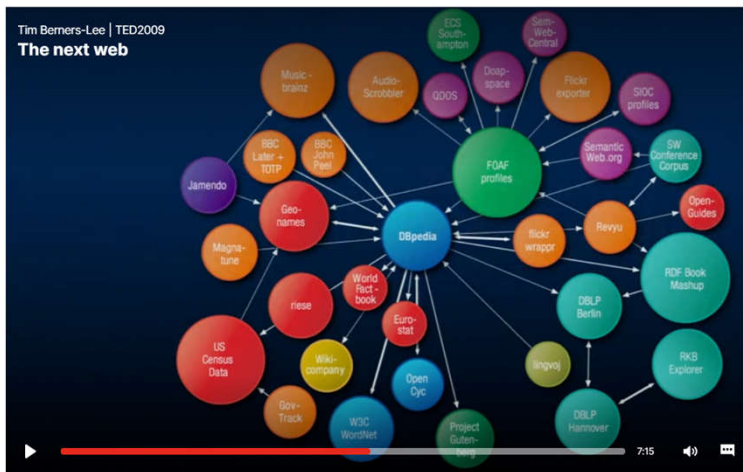 Tim Berners-Lee | TED2009
The next web
ECS
South-
ampton
Sem-
Web-
Central
Music-
brainz
Audio-
Scrobbler
QDOS
Doap-
space
Flickr
exporter
SIOC
profiles
BBC
Later +
TOTP
BBC
John
Peel
FOAF
profiles
Semantic
Web.org
SW
Conference
Corpus
Jamendo
Geo-
names
DBpedia
flickr
wrappr
Revyu
Open-
Guides
Magna-
tune
World
Fact-
book
RDF Book
Mashup
riese
Euro-
stat
DBLP
Berlin
US
Census
Data
Wiki-
company
Open
Cyc
lingvoj
RKB
Explorer
Gov-
Track
W3C
WordNet
Project
Guten-
berg
DBLP
Hannover
7:15